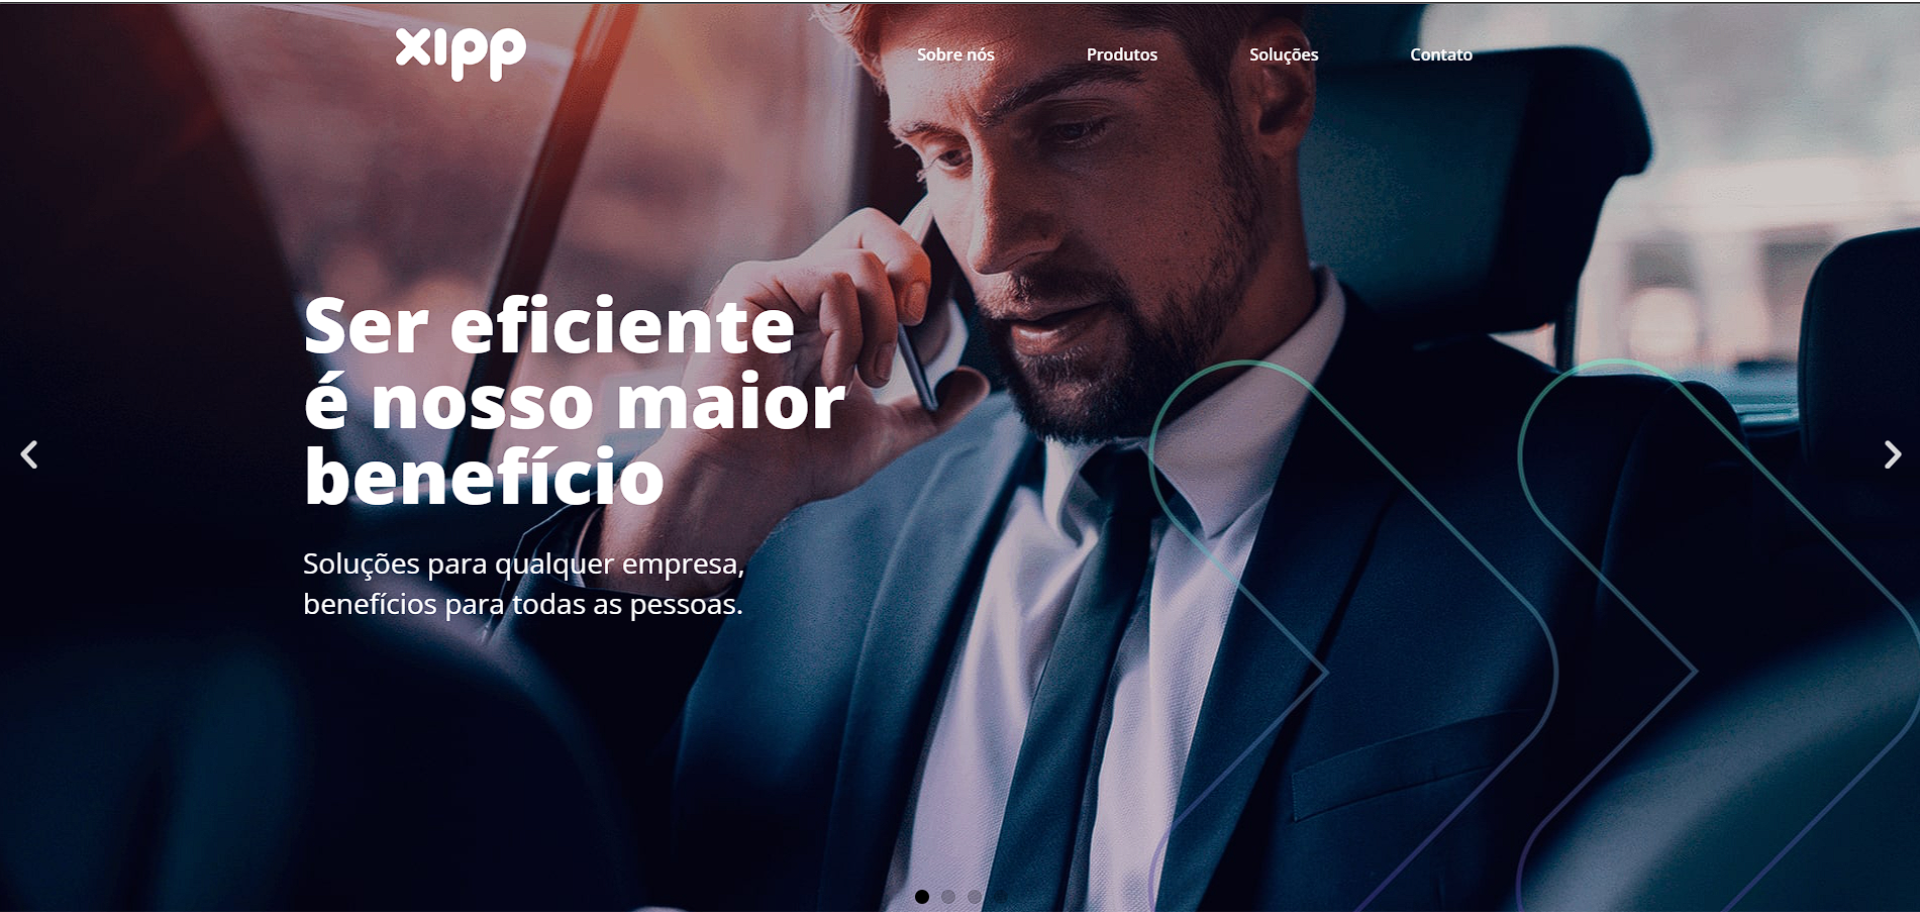 xipp
Sobre nós
Produtos
Soluções
Contato
Ser eficiente
é nosso maior
benefício
Soluções para qualquer empresa,
benefícios para todas as pessoas.